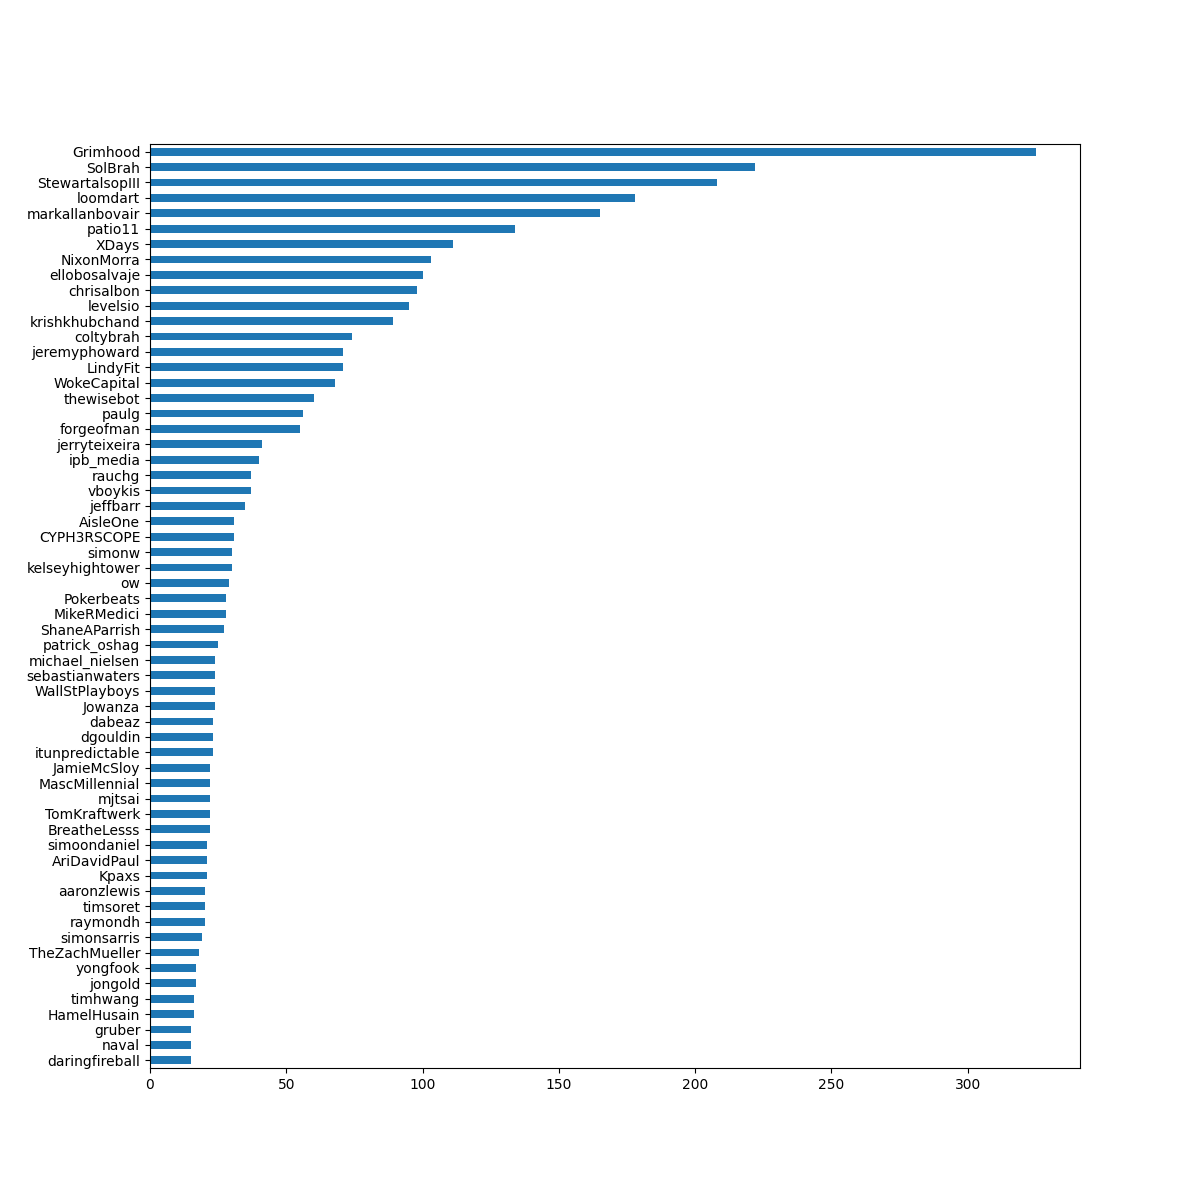 Grimhood
SolBrah
StewartalsopIII
loomdart
markallanbovair
patio11
XDays
NixonMorra
ellobosalvaje
chrisalbon
levelsio
krishkhubchand
coltybrah
jeremyphoward
LindyFit
WokeCapital
thewisebot
paulg
forgeofman
jerryteixeira
ipb_media
rauchg
vboykis
jeffbarr
AisleOne
CYPH3RSCOPE
simonw
kelseyhightower
ow
Pokerbeats
MikeRMedici
ShaneAParrish
patrick_oshag
michael_nielsen
sebastianwaters
WallStPlayboys
Jowanza
dabeaz
dgouldin
itunpredictable
JamieMcSloy
MascMillennial
mjtsai
TomKraftwerk
BreatheLesss
simoondaniel
AriDavidPaul
Kpaxs
aaronzlewis
timsoret
raymondh
simonsarris
TheZachMueller
yongfook
jongold
timhwang
HamelHusain
gruber
naval
daringfireball
0 50 100 150 200 250 300